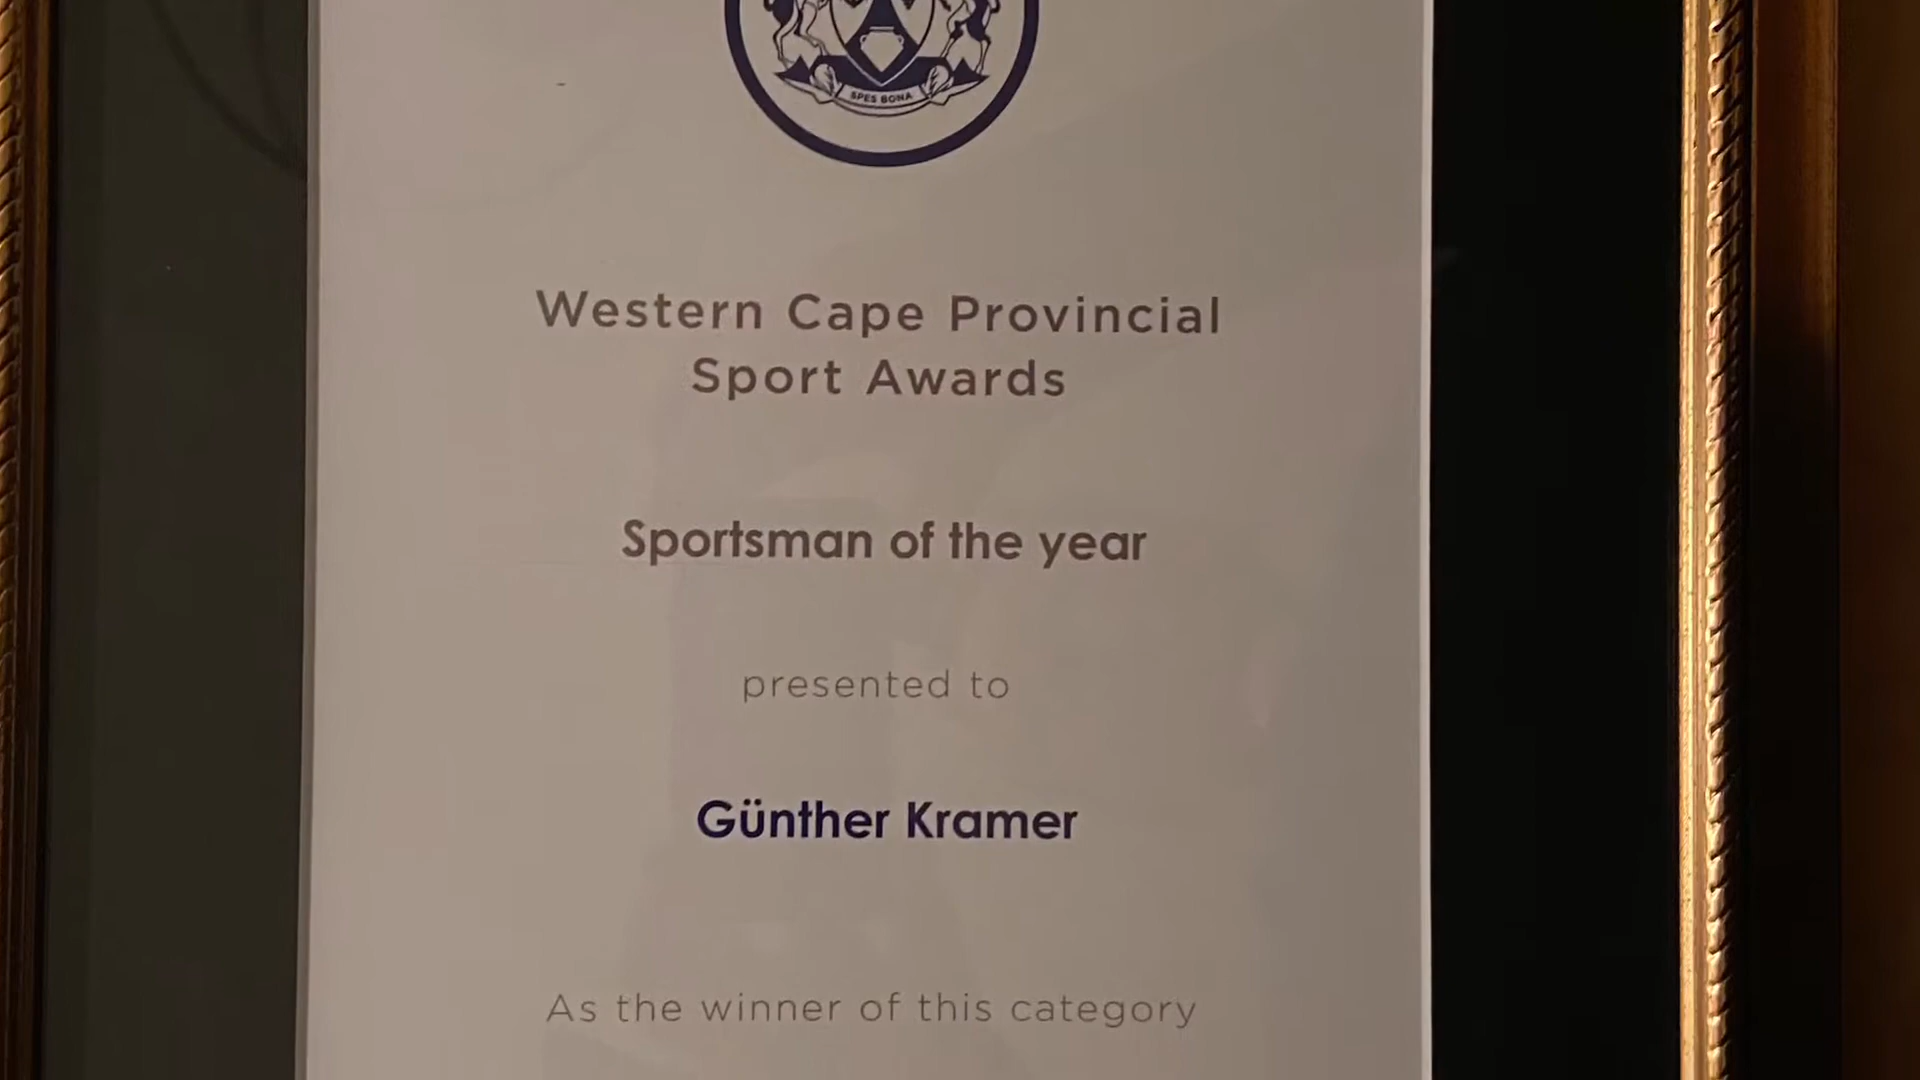 SPES BONA
Western Cape Provincial
Sport Awards
Sportsman of the year
presented to
Günther Kramer
As the winner of this category